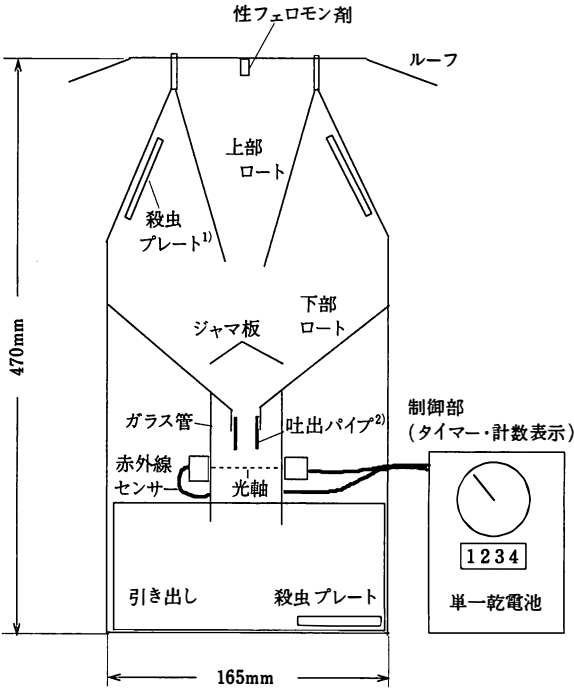 性フェロモン剤
ルーフ
上部
ロート
殺虫
プレート1)
下部
ロート
ジャマ板
470mm
ガラス管
吐出パイプ2)
制御部
(タイマー・計数表示)
赤外線
センサー
光軸
1234
引き出し
殺虫プレート
単一乾電池
165mm